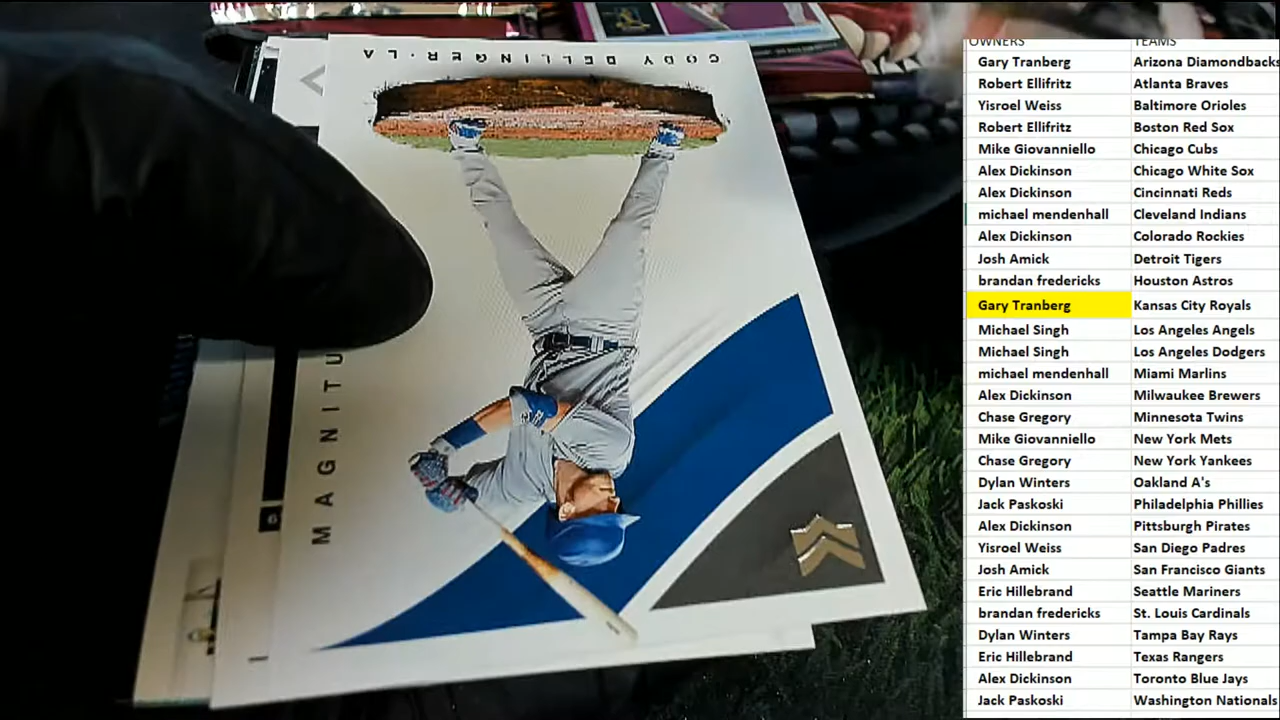 CODY BELLINGER · LA
MAGNITU
OWNERS TEAMS
Gary Tranberg Arizona Diamondbacks
Robert Ellifritz Atlanta Braves
Yisroel Weiss Baltimore Orioles
Robert Ellifritz Boston Red Sox
Mike Giovanniello Chicago Cubs
Alex Dickinson Chicago White Sox
Alex Dickinson Cincinnati Reds
michael mendenhall Cleveland Indians
Alex Dickinson Colorado Rockies
Josh Amick Detroit Tigers
brandan fredericks Houston Astros
Gary Tranberg Kansas City Royals
Michael Singh Los Angeles Angels
Michael Singh Los Angeles Dodgers
michael mendenhall Miami Marlins
Alex Dickinson Milwaukee Brewers
Chase Gregory Minnesota Twins
Mike Giovanniello New York Mets
Chase Gregory New York Yankees
Dylan Winters Oakland A's
Jack Paskoski Philadelphia Phillies
Alex Dickinson Pittsburgh Pirates
Yisroel Weiss San Diego Padres
Josh Amick San Francisco Giants
Eric Hillebrand Seattle Mariners
brandan fredericks St. Louis Cardinals
Dylan Winters Tampa Bay Rays
Eric Hillebrand Texas Rangers
Alex Dickinson Toronto Blue Jays
Jack Paskoski Washington Nationals